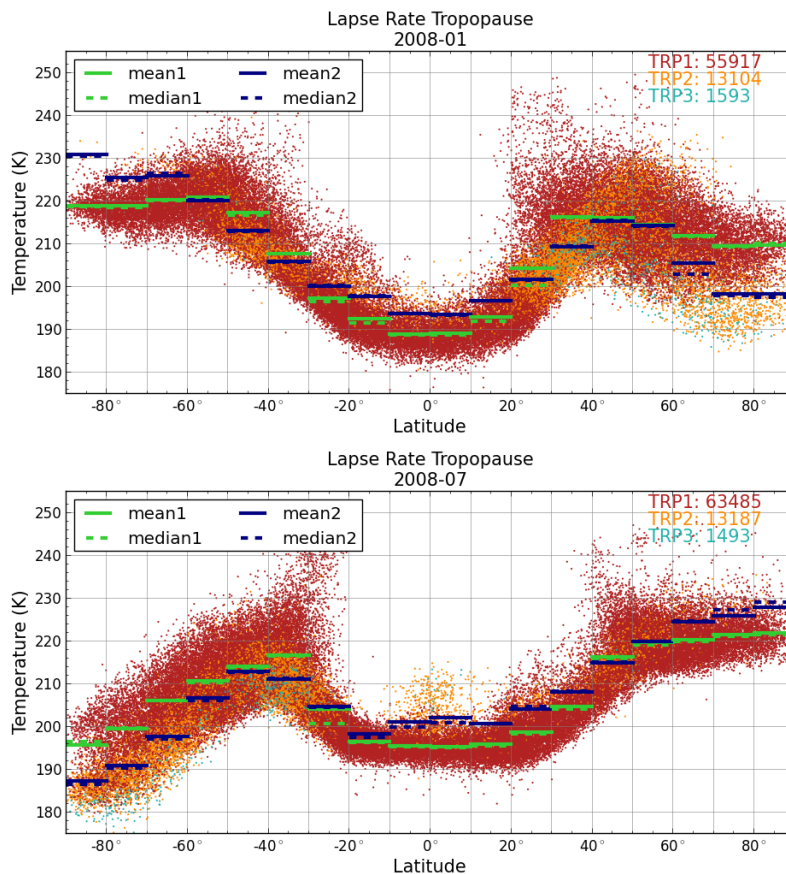 Lapse Rate Tropopause
2008-01
TRP1: 55917
TRP2: 13104
TRP3: 1593
mean1
mean2
median1
median2
Temperature (K)
250
240
230
220
210
200
190
180
-80° -60° -40° -20° 0° 20° 40° 60° 80°
Latitude
Lapse Rate Tropopause
2008-07
TRP1: 63485
TRP2: 13187
TRP3: 1493
mean1
mean2
median1
median2
Temperature (K)
250
240
230
220
210
200
190
180
-80° -60° -40° -20° 0° 20° 40° 60° 80°
Latitude